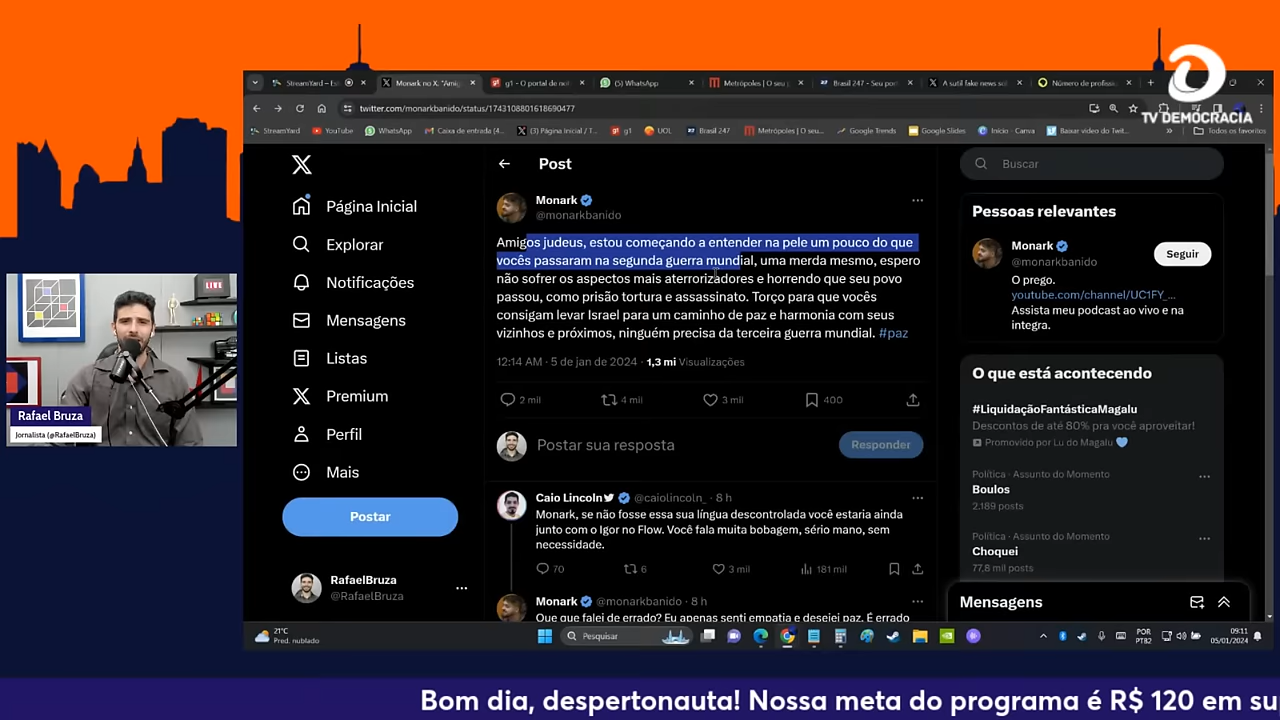 StreamYard – Es
Monark no X: "Amig
g1 - O portal de not
(5) WhatsApp
Metrópoles | O seu p
Brasil 247 - Seu por
A sutil fake news so
Número de profissio
TV DEMOCRACIA
twitter.com/monarkbanido/status/1743108801618690477
StreamYard
YouTube
WhatsApp
Caixa de entrada (4...
(3) Página Inicial / T...
g1
UOL
Brasil 247
Metrópoles | O seu...
Google Trends
Google Slides
Início - Canva
Baixar vídeo do Twit...
Todos os favoritos
Post
Buscar
Página Inicial
Explorar
Notificações
Mensagens
Listas
Premium
Perfil
Mais
Postar
RafaelBruza
@RafaelBruza
Monark
@monarkbanido
Amigos judeus, estou começando a entender na pele um pouco do que
vocês passaram na segunda guerra mundial, uma merda mesmo, espero
não sofrer os aspectos mais aterrorizadores e horrendo que seu povo
passou, como prisão tortura e assassinato. Torço para que vocês
consigam levar Israel para um caminho de paz e harmonia com seus
vizinhos e próximos, ninguém precisa da terceira guerra mundial. #paz
12:14 AM · 5 de jan de 2024 · 1,3 mi Visualizações
2 mil
4 mil
3 mil
400
Postar sua resposta
Responder
Caio Lincoln @caiolincoln_ · 8 h
Monark, se não fosse essa sua língua descontrolada você estaria ainda
junto com o Igor no Flow. Você fala muita bobagem, sério mano, sem
necessidade.
70
6
3 mil
181 mil
Monark @monarkbanido · 8 h
Que que falei de errado? Eu apenas senti empatia e desejei paz. É errado
Pessoas relevantes
Monark
@monarkbanido
Seguir
O prego.
youtube.com/channel/UC1FY_...
Assista meu podcast ao vivo e na
integra.
O que está acontecendo
#LiquidaçãoFantásticaMagalu
Descontos de até 80% pra você aproveitar!
Promovido por Lu do Magalu
Política · Assunto do Momento
Boulos
2.189 posts
Política · Assunto do Momento
Choquei
77,8 mil posts
Mensagens
Rafael Bruza
Jornalista (@RafaelBruza)
21°C
Pred. nublado
Pesquisar
POR
PTB2
09:11
05/01/2024
Bom dia, despertonauta! Nossa meta do programa é R$ 120 em su